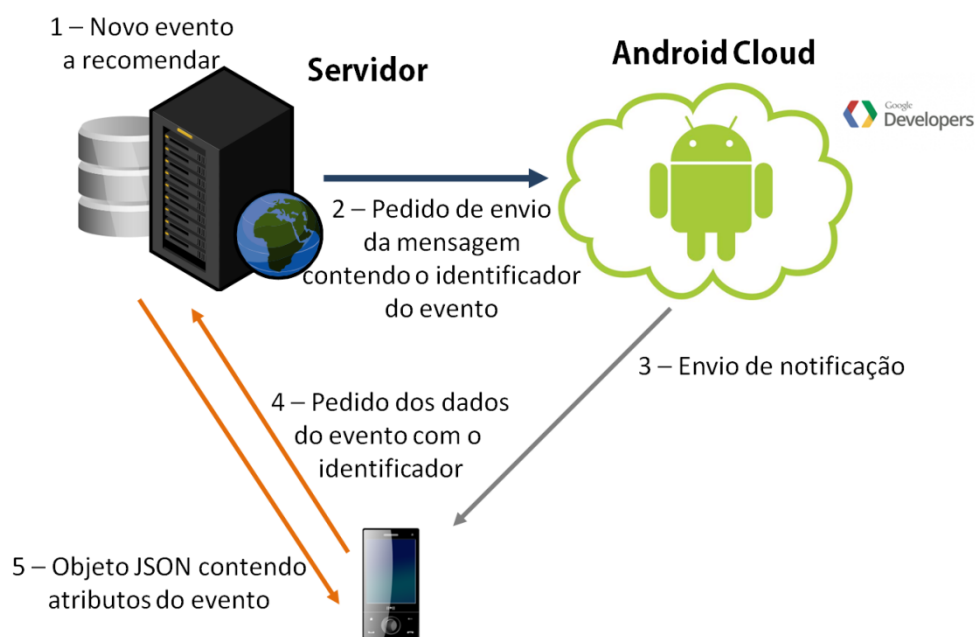 1 – Novo evento
a recomendar
Servidor
Android Cloud
Google
Developers
2 – Pedido de envio
da mensagem
contendo o identificador
do evento
3 – Envio de notificação
4 – Pedido dos dados
do evento com o
identificador
5 – Objeto JSON contendo
atributos do evento